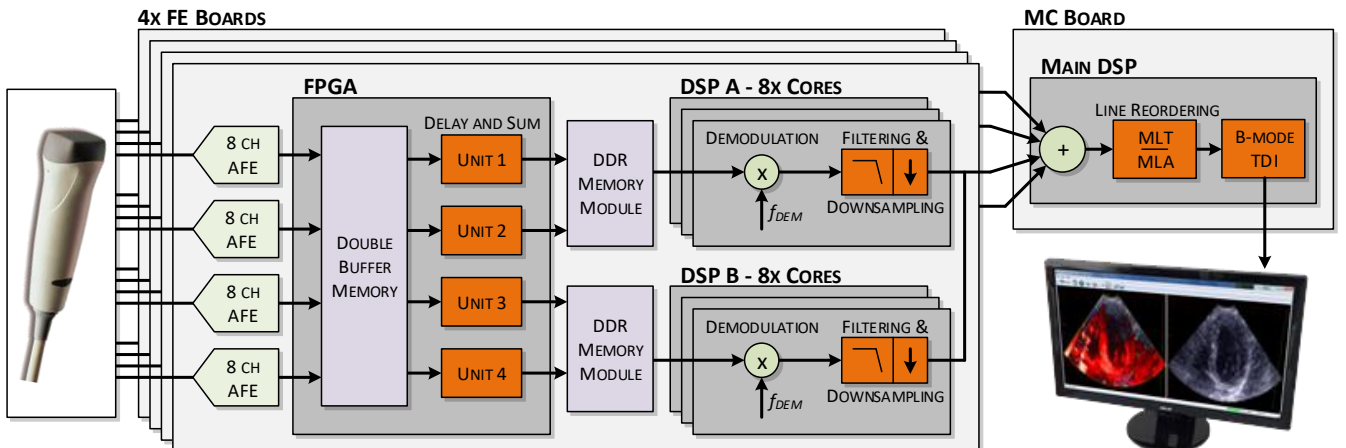 4X FE BOARDS
MC BOARD
FPGA
DSP A - 8X CORES
MAIN DSP
DELAY AND SUM
LINE REORDERING
8 CH
AFE
8 CH
AFE
8 CH
AFE
8 CH
AFE
DOUBLE
BUFFER
MEMORY
UNIT 1
UNIT 2
UNIT 3
UNIT 4
DDR
MEMORY
MODULE
DEMODULATION
FILTERING &
x
f_DEM
DOWNSAMPLING
+
MLT
MLA
B-MODE
TDI
DSP B - 8X CORES
DDR
MEMORY
MODULE
DEMODULATION
FILTERING &
x
f_DEM
DOWNSAMPLING